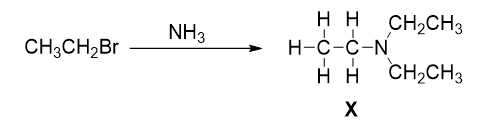 CH₃CH₂Br
NH₃
H H CH₂CH₃
H–C–C–N
H H CH₂CH₃
X